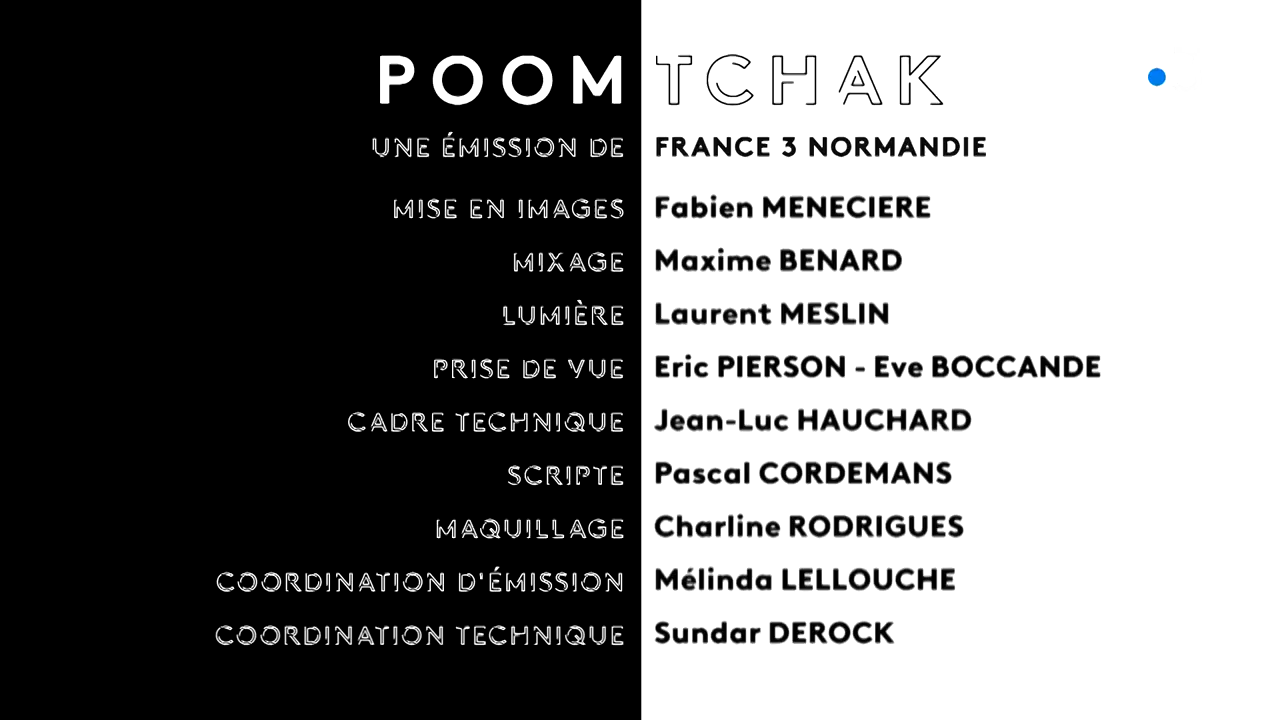 POOM TCHAK
UNE ÉMISSION DE FRANCE 3 NORMANDIE
MISE EN IMAGES Fabien MENECIERE
MIXAGE Maxime BENARD
LUMIÈRE Laurent MESLIN
PRISE DE VUE Eric PIERSON - Eve BOCCANDE
CADRE TECHNIQUE Jean-Luc HAUCHARD
SCRIPTE Pascal CORDEMANS
MAQUILLAGE Charline RODRIGUES
COORDINATION D'ÉMISSION Mélinda LELLOUCHE
COORDINATION TECHNIQUE Sundar DEROCK